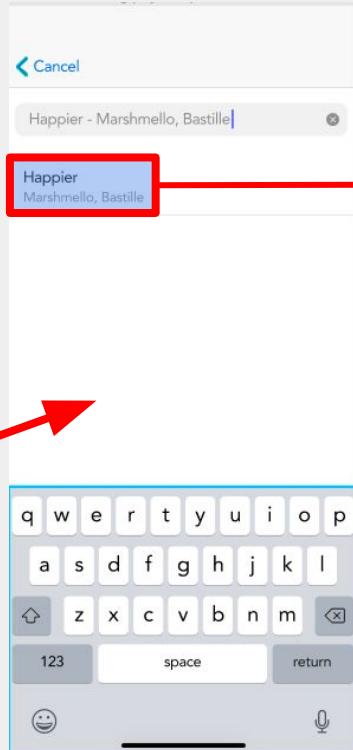 Cancel
Happier - Marshmello, Bastille
Happier
Marshmello, Bastille
q w e r t y u i o p
a s d f g h j k l
z x c v b n m
123 space return